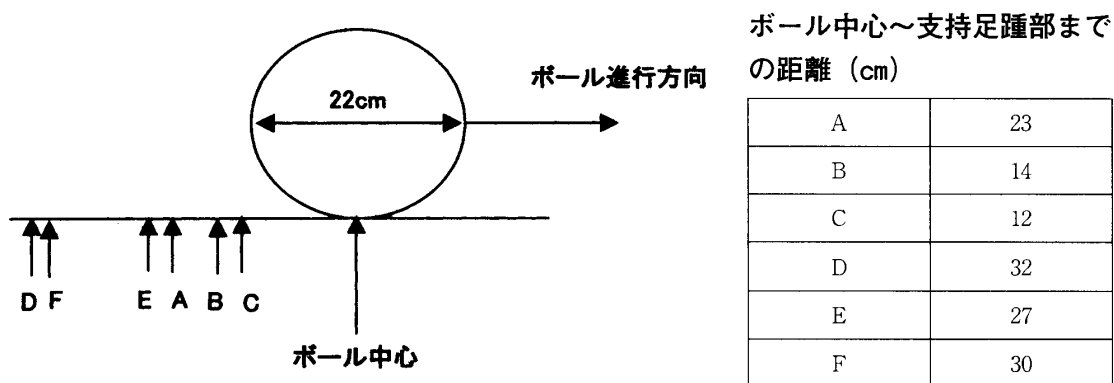 22cm
ボール進行方向
D F E A B C
ボール中心
ボール中心～支持足踵部まで
の距離（cm）
A 23
B 14
C 12
D 32
E 27
F 30